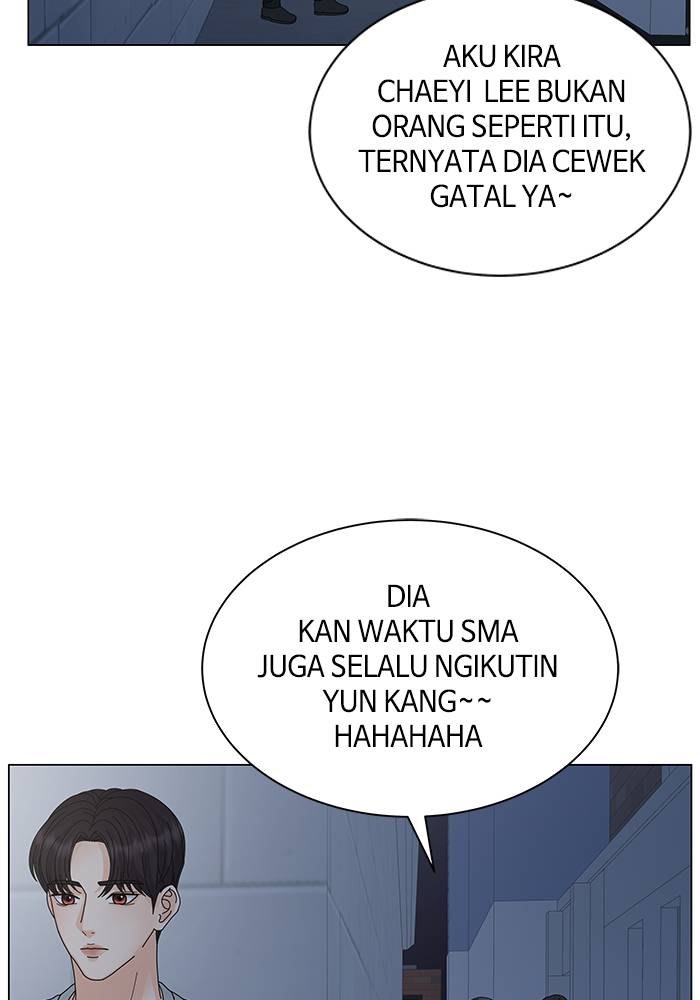 AKU KIRA
CHAEYI LEE BUKAN
ORANG SEPERTI ITU,
TERNYATA DIA CEWEK
GATAL YA~
DIA
KAN WAKTU SMA
JUGA SELALU NGIKUTIN
YUN KANG~~
HAHAHAHA